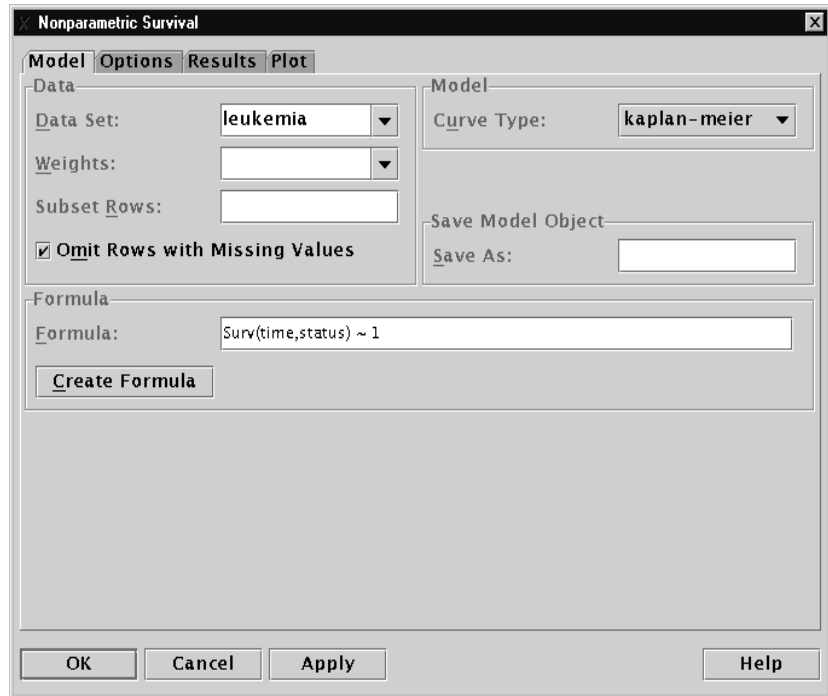 Nonparametric Survival
Model Options Results Plot
Data
Data Set: leukemia
Weights:
Subset Rows:
Omit Rows with Missing Values
Model
Curve Type: kaplan-meier
Save Model Object
Save As:
Formula
Formula: Surv(time,status) ~ 1
Create Formula
OK Cancel Apply Help